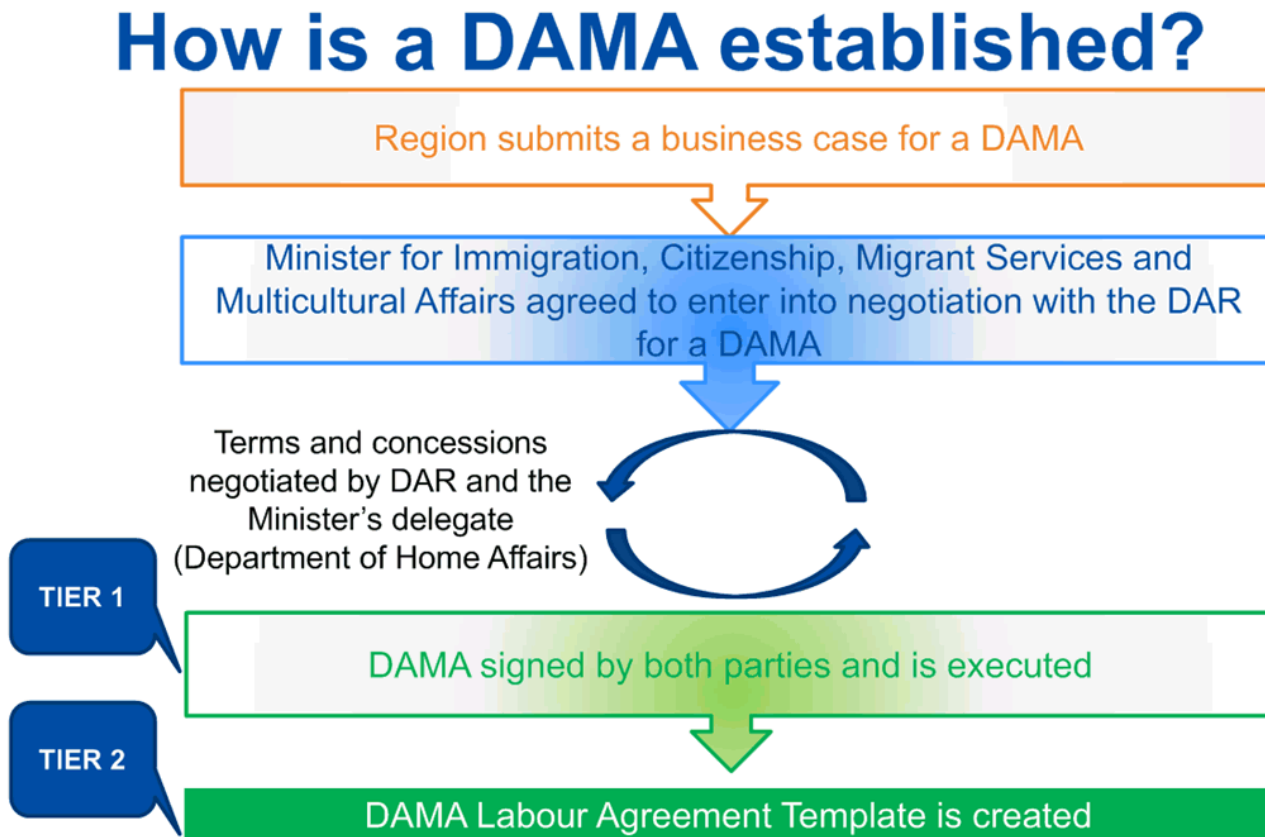 How is a DAMA established?
Region submits a business case for a DAMA
Minister for Immigration, Citizenship, Migrant Services and
Multicultural Affairs agreed to enter into negotiation with the DAR
for a DAMA
Terms and concessions
negotiated by DAR and the
Minister's delegate
(Department of Home Affairs)
TIER 1
DAMA signed by both parties and is executed
TIER 2
DAMA Labour Agreement Template is created